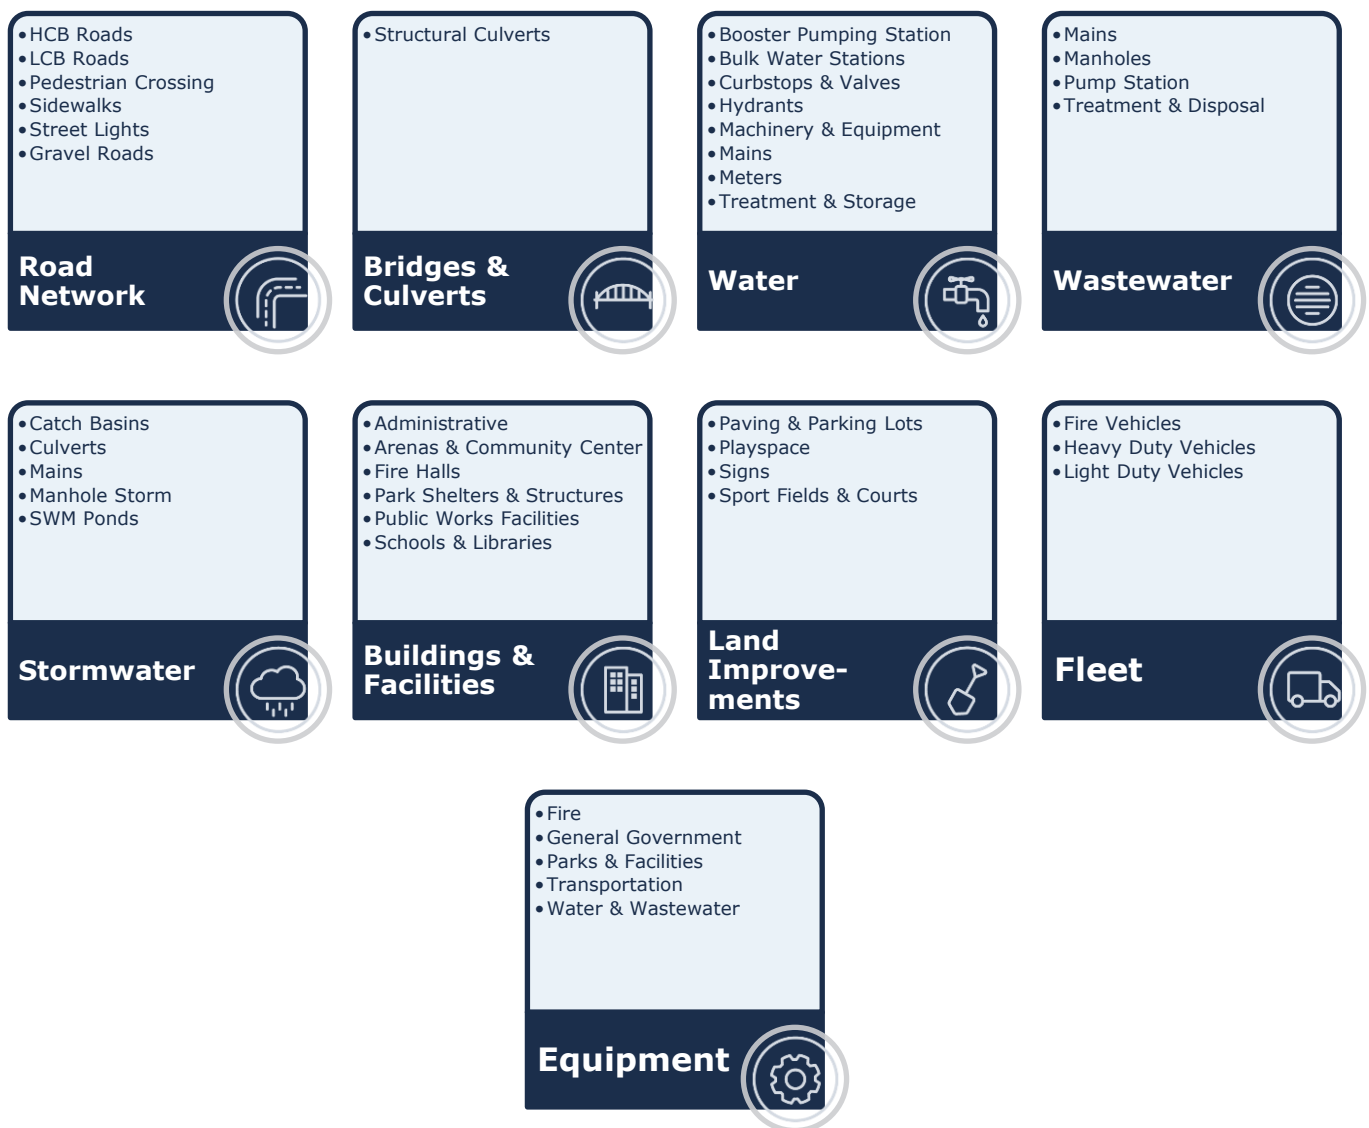 •HCB Roads
•LCB Roads
•Pedestrian Crossing
•Sidewalks
•Street Lights
•Gravel Roads
Road
Network
•Structural Culverts
Bridges &
Culverts
•Booster Pumping Station
•Bulk Water Stations
•Curbstops & Valves
•Hydrants
•Machinery & Equipment
•Mains
•Meters
•Treatment & Storage
Water
•Mains
•Manholes
•Pump Station
•Treatment & Disposal
Wastewater
•Catch Basins
•Culverts
•Mains
•Manhole Storm
•SWM Ponds
Stormwater
•Administrative
•Arenas & Community Center
•Fire Halls
•Park Shelters & Structures
•Public Works Facilities
•Schools & Libraries
Buildings &
Facilities
•Paving & Parking Lots
•Playspace
•Signs
•Sport Fields & Courts
Land
Improve-
ments
•Fire Vehicles
•Heavy Duty Vehicles
•Light Duty Vehicles
Fleet
•Fire
•General Government
•Parks & Facilities
•Transportation
•Water & Wastewater
Equipment